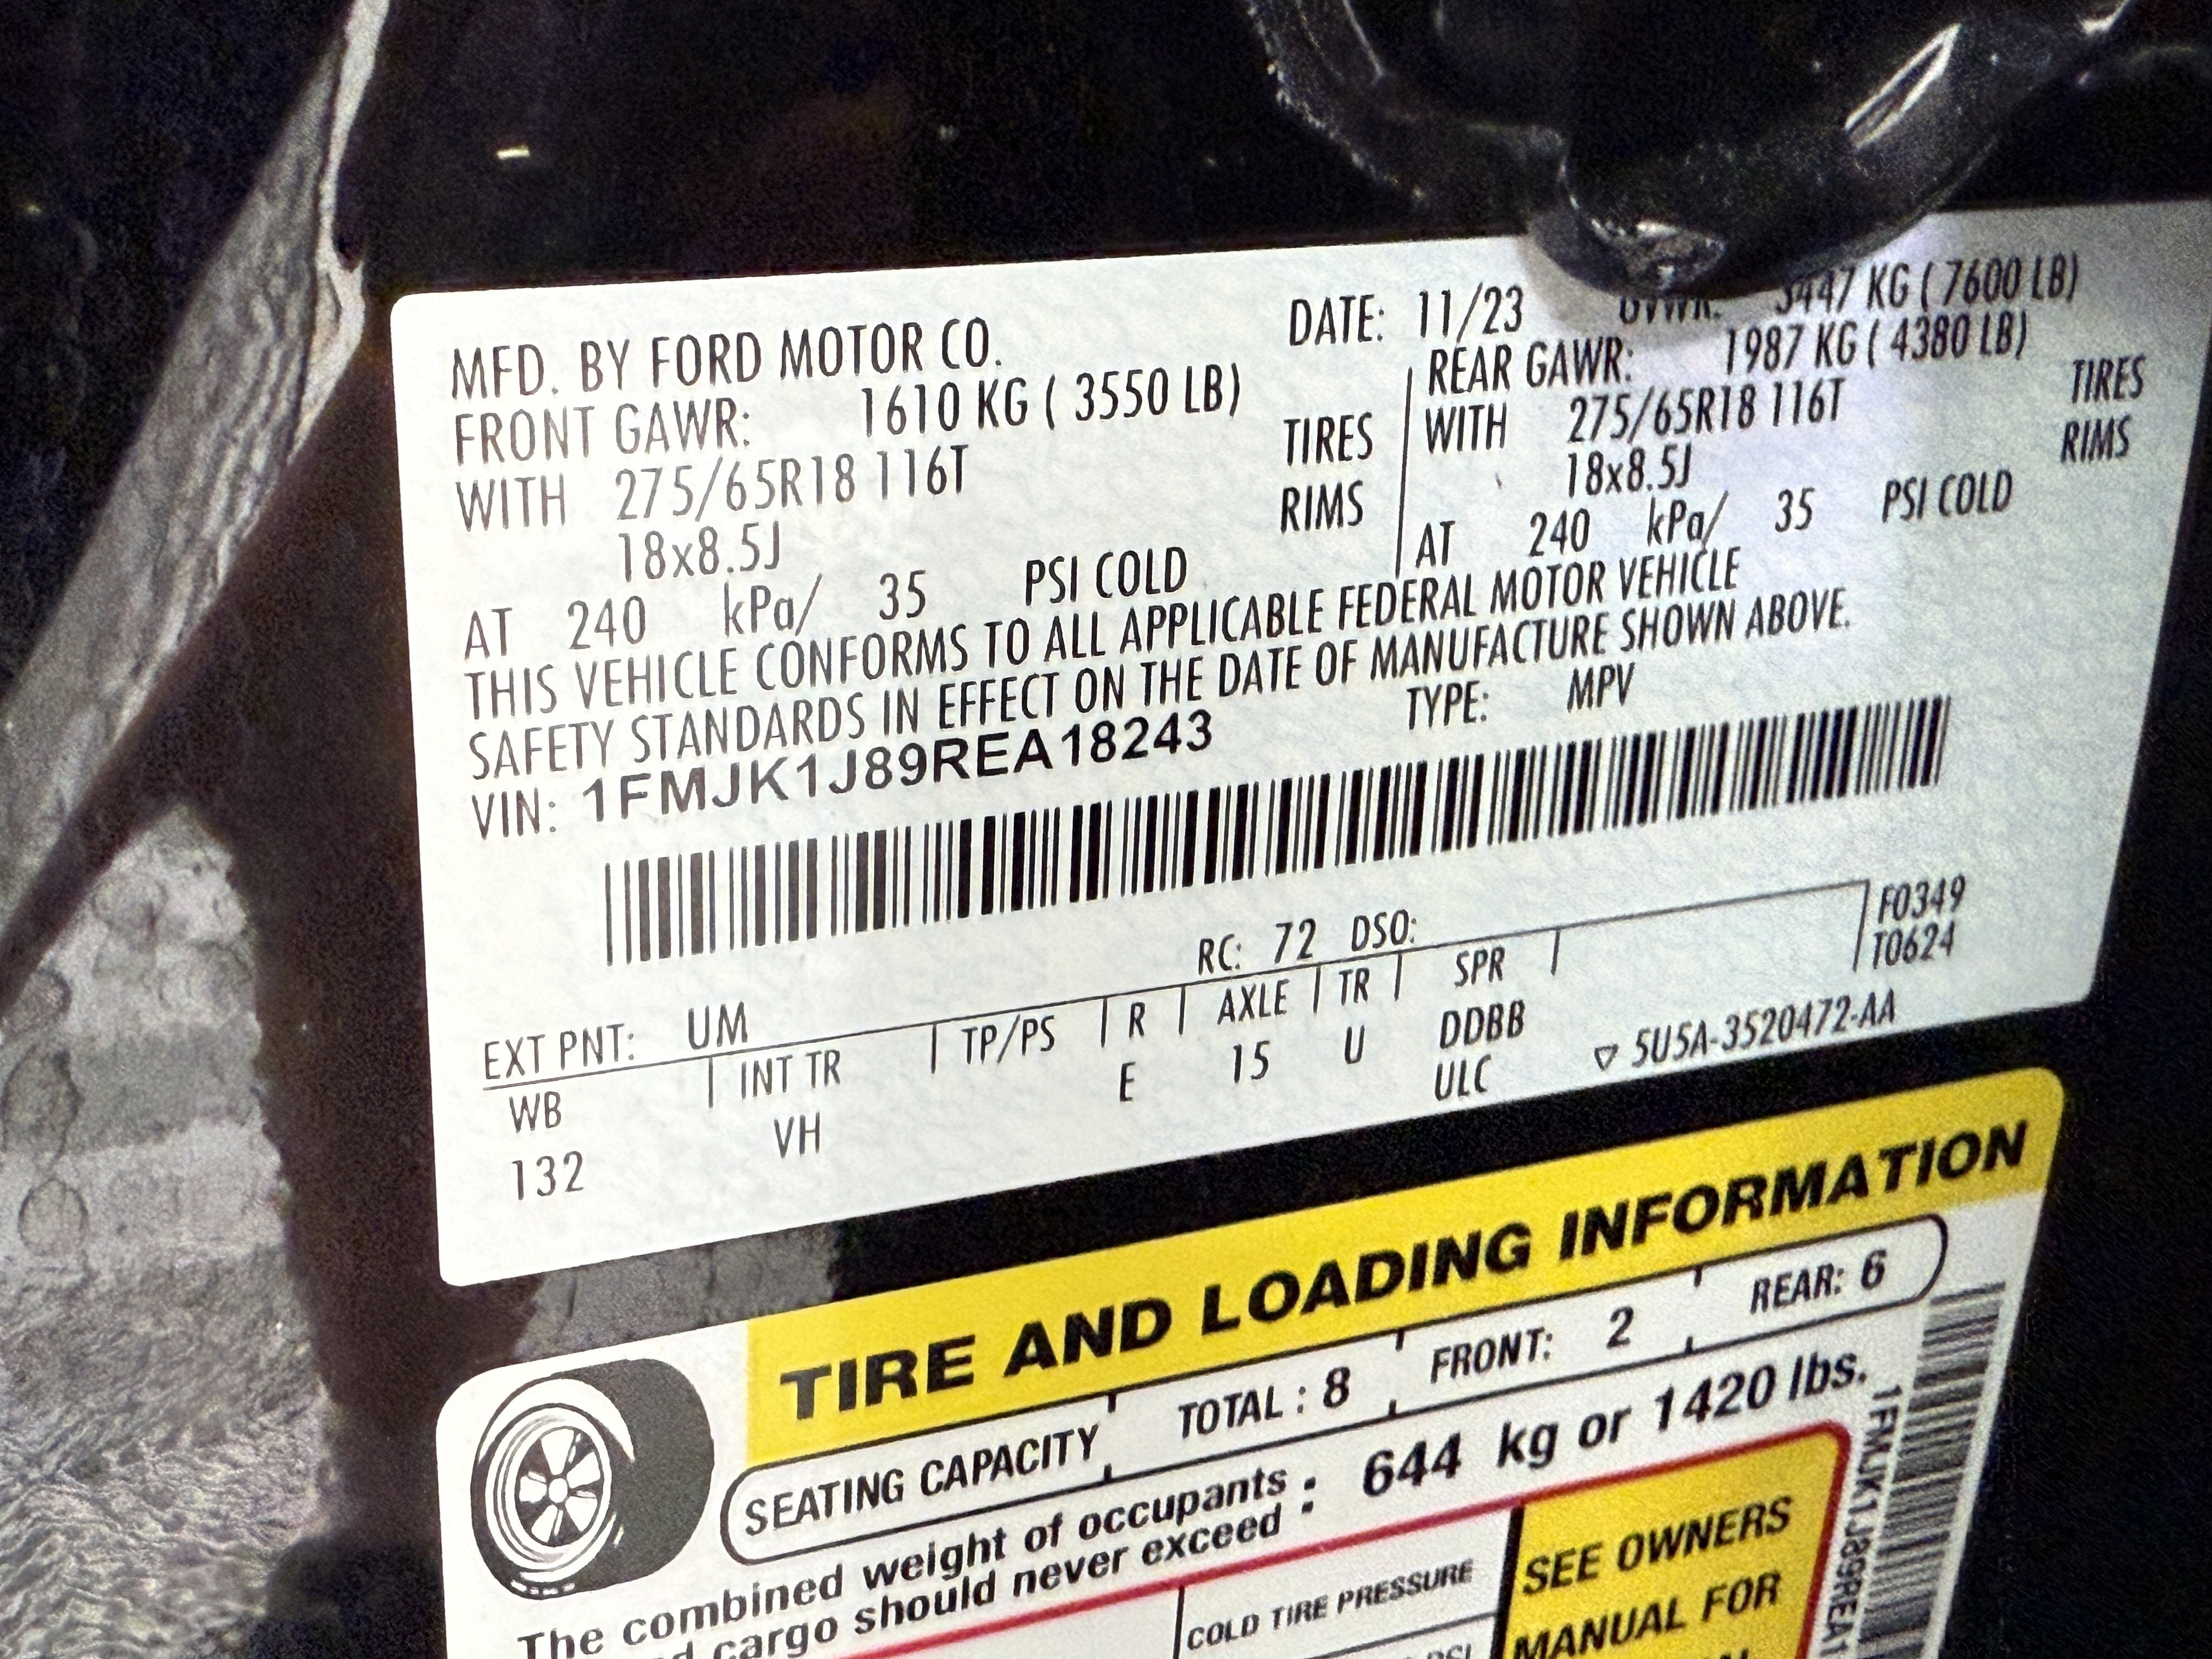 MFD. BY FORD MOTOR CO. DATE: 11/23 GVWR: 3447 KG ( 7600 LB)
FRONT GAWR: 1610 KG ( 3550 LB) REAR GAWR: 1987 KG ( 4380 LB)
WITH 275/65R18 116T TIRES WITH 275/65R18 116T TIRES
18x8.5J RIMS 18x8.5J RIMS
AT 240 kPa/ 35 PSI COLD AT 240 kPa/ 35 PSI COLD
THIS VEHICLE CONFORMS TO ALL APPLICABLE FEDERAL MOTOR VEHICLE
SAFETY STANDARDS IN EFFECT ON THE DATE OF MANUFACTURE SHOWN ABOVE.
VIN: 1FMJK1J89REA18243 TYPE: MPV
EXT PNT: UM RC: 72 DSO: F0349
WB INT TR TP/PS R AXLE TR SPR T0624
132 VH E 15 U DDBB
ULC
▽ 5U5A-3520472-AA
TIRE AND LOADING INFORMATION
SEATING CAPACITY TOTAL : 8 FRONT: 2 REAR: 6
The combined weight of occupants
cargo should never exceed : 644 kg or 1420 lbs.
COLD TIRE PRESSURE
SEE OWNERS
MANUAL FOR
1FMJK1J89REA1